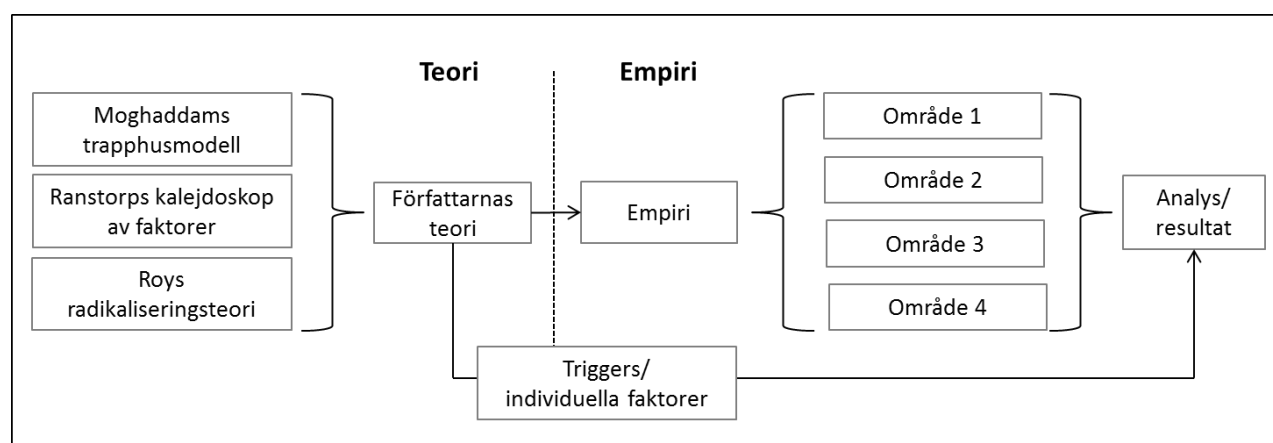 Teori
Empiri
Moghaddams
trapphusmodell
Ranstorps kalejdoskop
av faktorer
Roys
radikaliseringsteori
Författarnas
teori
Empiri
Område 1
Område 2
Område 3
Område 4
Analys/
resultat
Triggers/
individuella faktorer